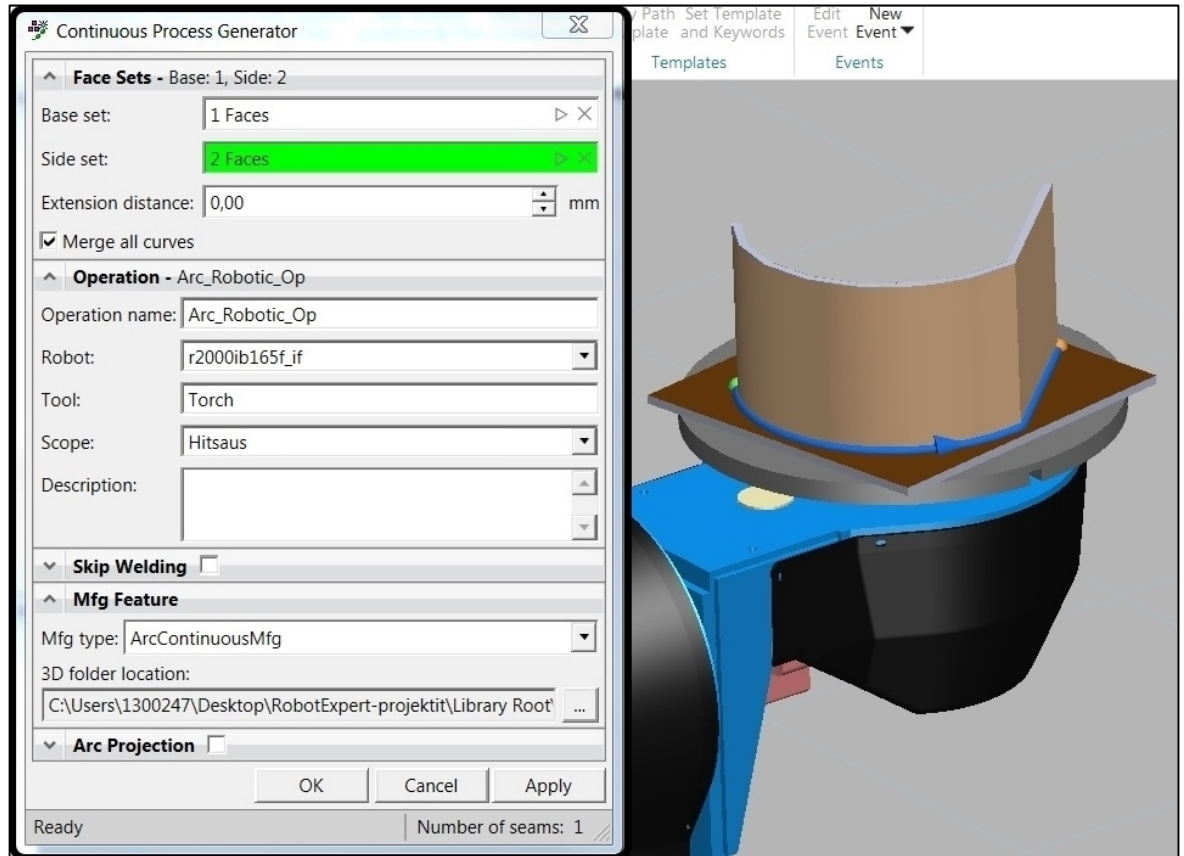 Continuous Process Generator
Face Sets - Base: 1, Side: 2
Base set: 1 Faces
Side set: 2 Faces
Extension distance: 0,00 mm
Merge all curves
Operation - Arc_Robotic_Op
Operation name: Arc_Robotic_Op
Robot: r2000ib165f_if
Tool: Torch
Scope: Hitsaus
Description:
Skip Welding
Mfg Feature
Mfg type: ArcContinuousMfg
3D folder location:
C:\Users\1300247\Desktop\RobotExpert-projektit\Library Root\ ...
Arc Projection
OK Cancel Apply
Ready Number of seams: 1
Path Set Template Edit New
plate and Keywords Event Event
Templates Events